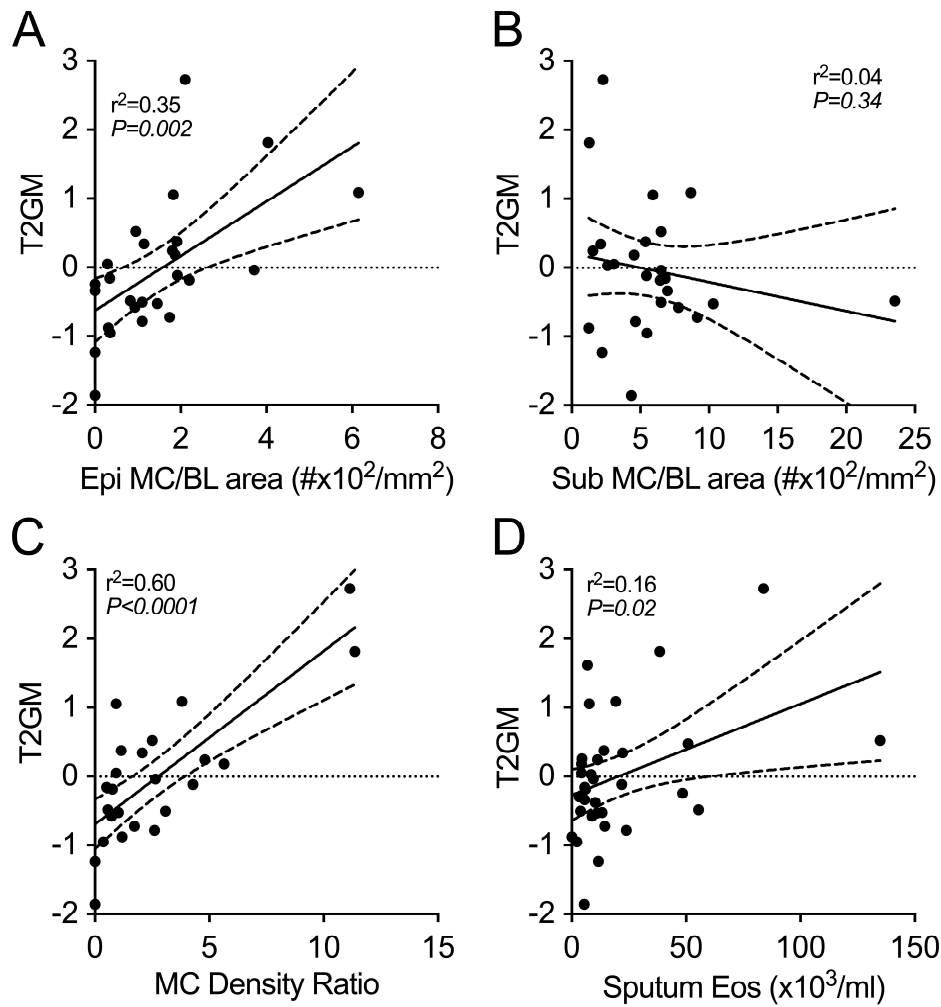 A
3
2
1
0
-1
-2
T2GM
r²=0.35
P=0.002
0 2 4 6 8
Epi MC/BL area (#x10²/mm²)
B
3
2
1
0
-1
-2
T2GM
r²=0.04
P=0.34
0 5 10 15 20 25
Sub MC/BL area (#x10²/mm²)
C
3
2
1
0
-1
-2
T2GM
r²=0.60
P<0.0001
0 5 10 15
MC Density Ratio
D
3
2
1
0
-1
-2
T2GM
r²=0.16
P=0.02
0 50 100 150
Sputum Eos (x10³/ml)